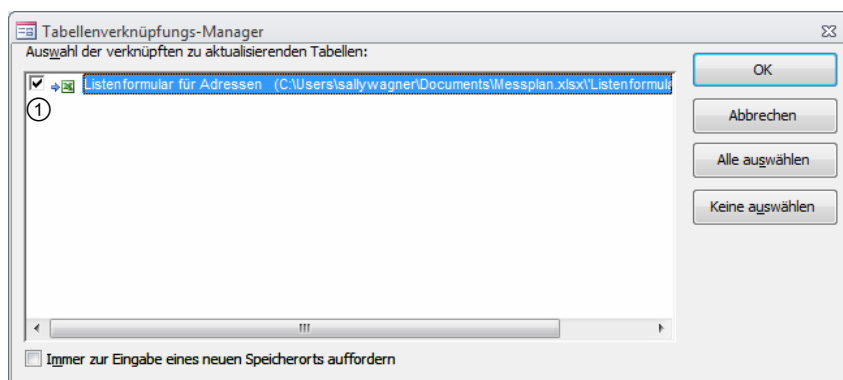 Tabellenverknüpfungs-Manager
Auswahl der verknüpften zu aktualisierenden Tabellen:
Listenformular für Adressen (C:\Users\sallywagner\Documents\Messplan.xlsx\'Listenformula
①
OK
Abbrechen
Alle auswählen
Keine auswählen
Immer zur Eingabe eines neuen Speicherorts auffordern